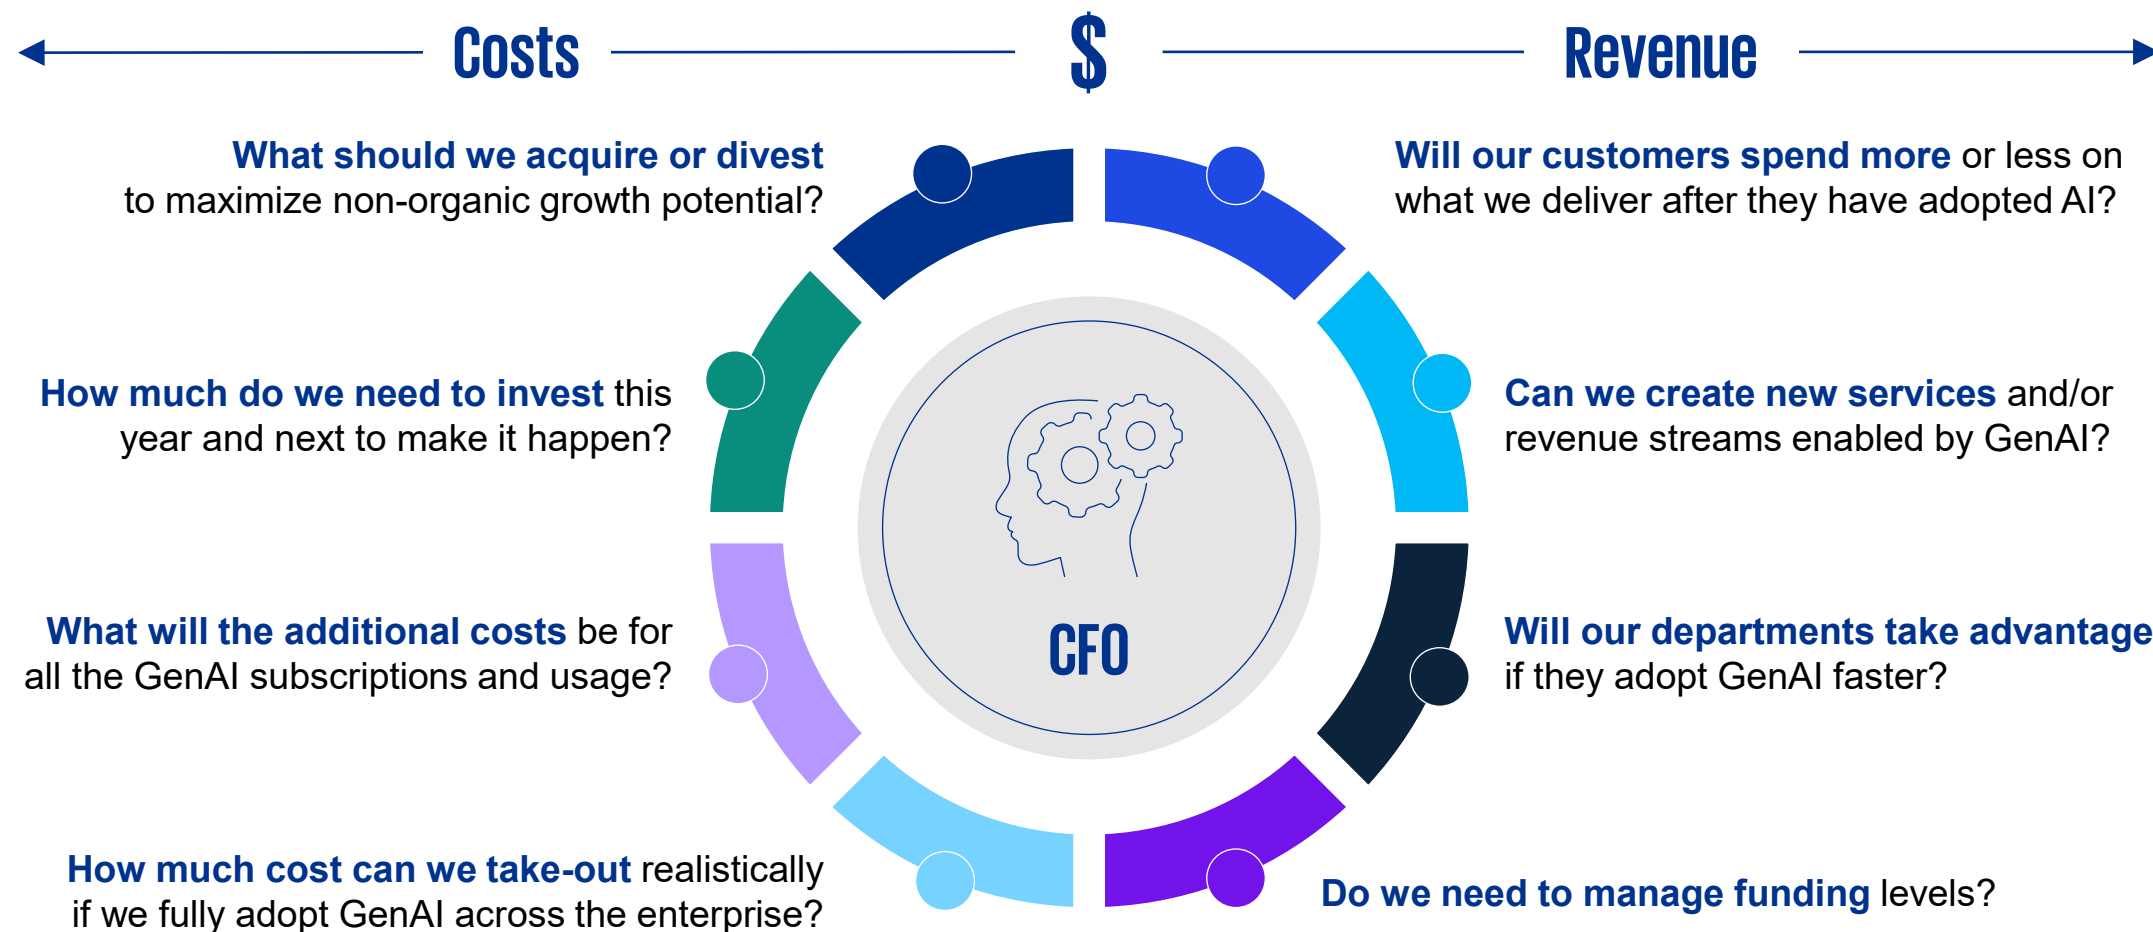 Costs
$
Revenue
What should we acquire or divest
to maximize non-organic growth potential?
Will our customers spend more or less on
what we deliver after they have adopted AI?
How much do we need to invest this
year and next to make it happen?
Can we create new services and/or
revenue streams enabled by GenAI?
CFO
What will the additional costs be for
all the GenAI subscriptions and usage?
Will our departments take advantage
if they adopt GenAI faster?
How much cost can we take-out realistically
if we fully adopt GenAI across the enterprise?
Do we need to manage funding levels?